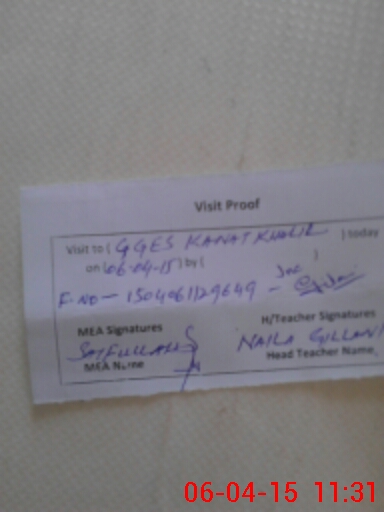 Visit Proof
Visit to ( GGES KANAT KHALIL ) today
on (06-04-15) by ( )
F.NO - 1504061129649 -
MEA Signatures H/Teacher Signatures
SAIFULLAH NAILA GILLANI
MEA Name Head Teacher Name
06-04-15 11:31